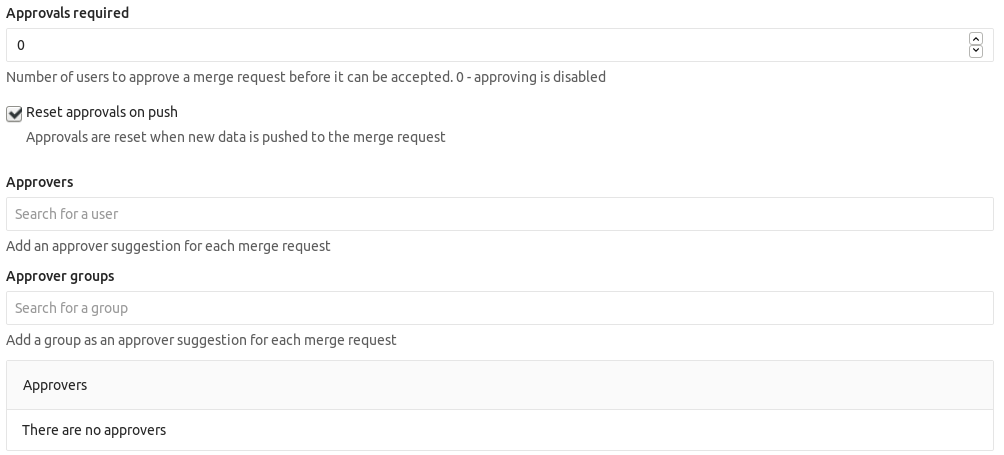 Approvals required
0
Number of users to approve a merge request before it can be accepted. 0 - approving is disabled
Reset approvals on push
Approvals are reset when new data is pushed to the merge request
Approvers
Search for a user
Add an approver suggestion for each merge request
Approver groups
Search for a group
Add a group as an approver suggestion for each merge request
Approvers
There are no approvers